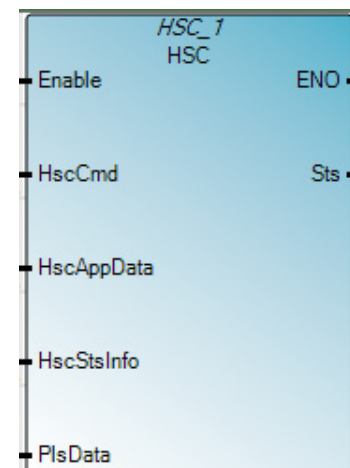 HSC_1
HSC
Enable ENO
HscCmd Sts
HscAppData
HscStsInfo
PlsData